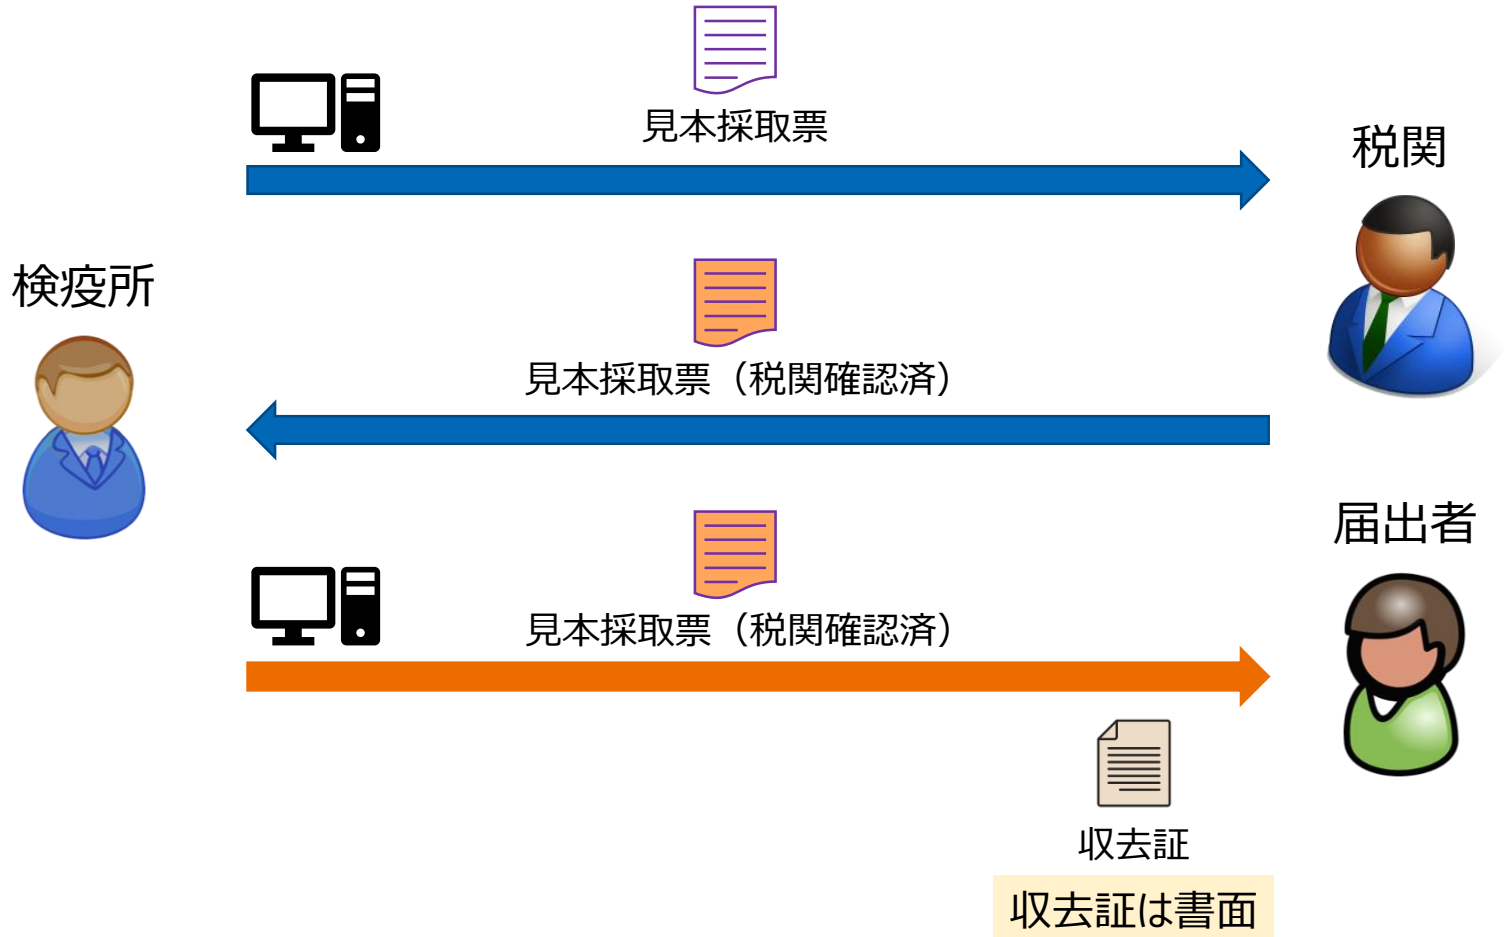 見本採取票
税関
検疫所
見本採取票（税関確認済）
届出者
見本採取票（税関確認済）
収去証
収去証は書面